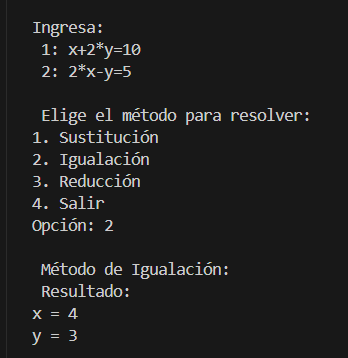 Ingresa:
1: x+2*y=10
2: 2*x-y=5
Elige el método para resolver:
1. Sustitución
2. Igualación
3. Reducción
4. Salir
Opción: 2
Método de Igualación:
Resultado:
x = 4
y = 3